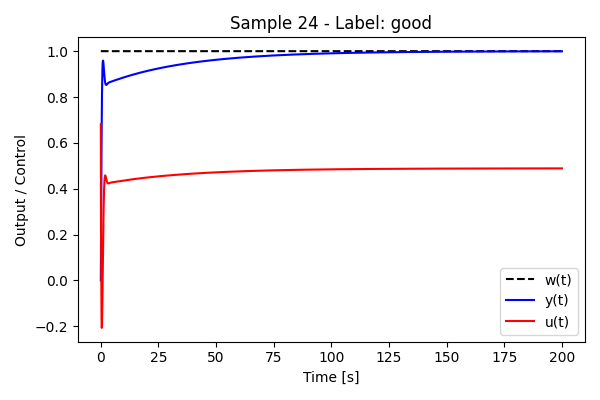 Sample 24 - Label: good
Output / Control
1.0
0.8
0.6
0.4
0.2
0.0
−0.2
w(t)
y(t)
u(t)
0 25 50 75 100 125 150 175 200
Time [s]